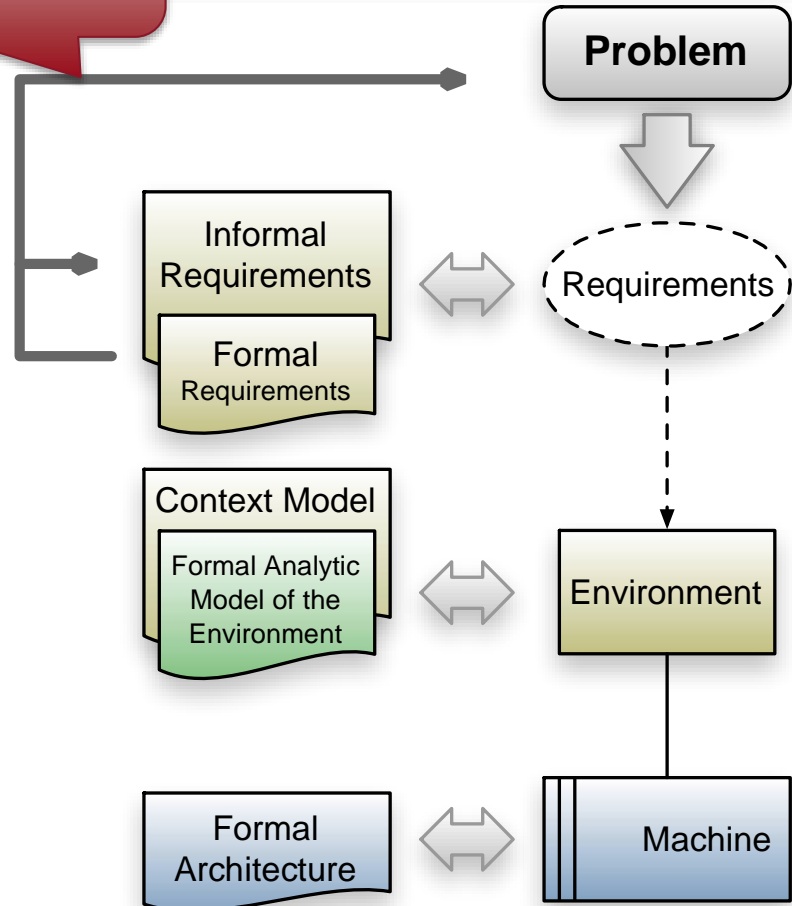 Problem
Informal
Requirements
Requirements
Formal
Requirements
Context Model
Formal Analytic
Model of the
Environment
Environment
Formal
Architecture
Machine